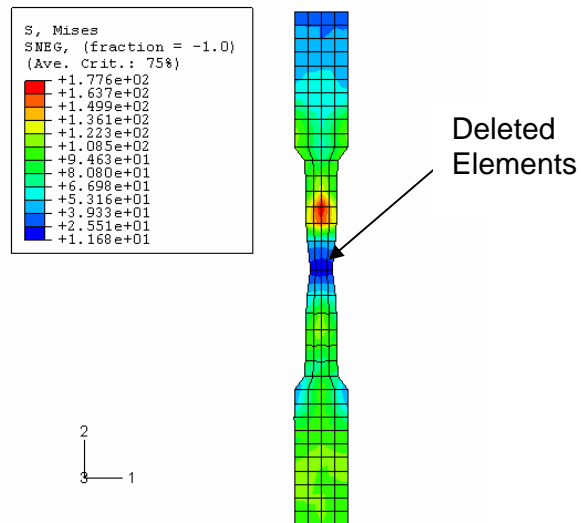 S, Mises
SNEG, (fraction = -1.0)
(Ave. Crit.: 75%)
+1.776e+02
+1.637e+02
+1.499e+02
+1.361e+02
+1.223e+02
+1.085e+02
+9.463e+01
+8.080e+01
+6.698e+01
+5.316e+01
+3.933e+01
+2.551e+01
+1.168e+01
Deleted
Elements
2
3
1